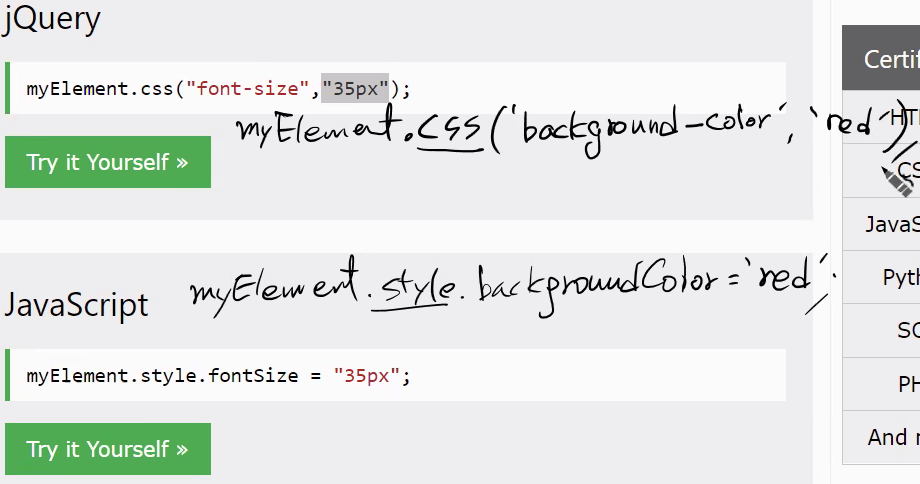 jQuery
myElement.css("font-size","35px");
myElement.css('background-color', 'red');
Try it Yourself »
myElement.style.backgroundColor = 'red';
JavaScript
myElement.style.fontSize = "35px";
Try it Yourself »
Certif
HT
CS
JavaS
Pyth
PH
And